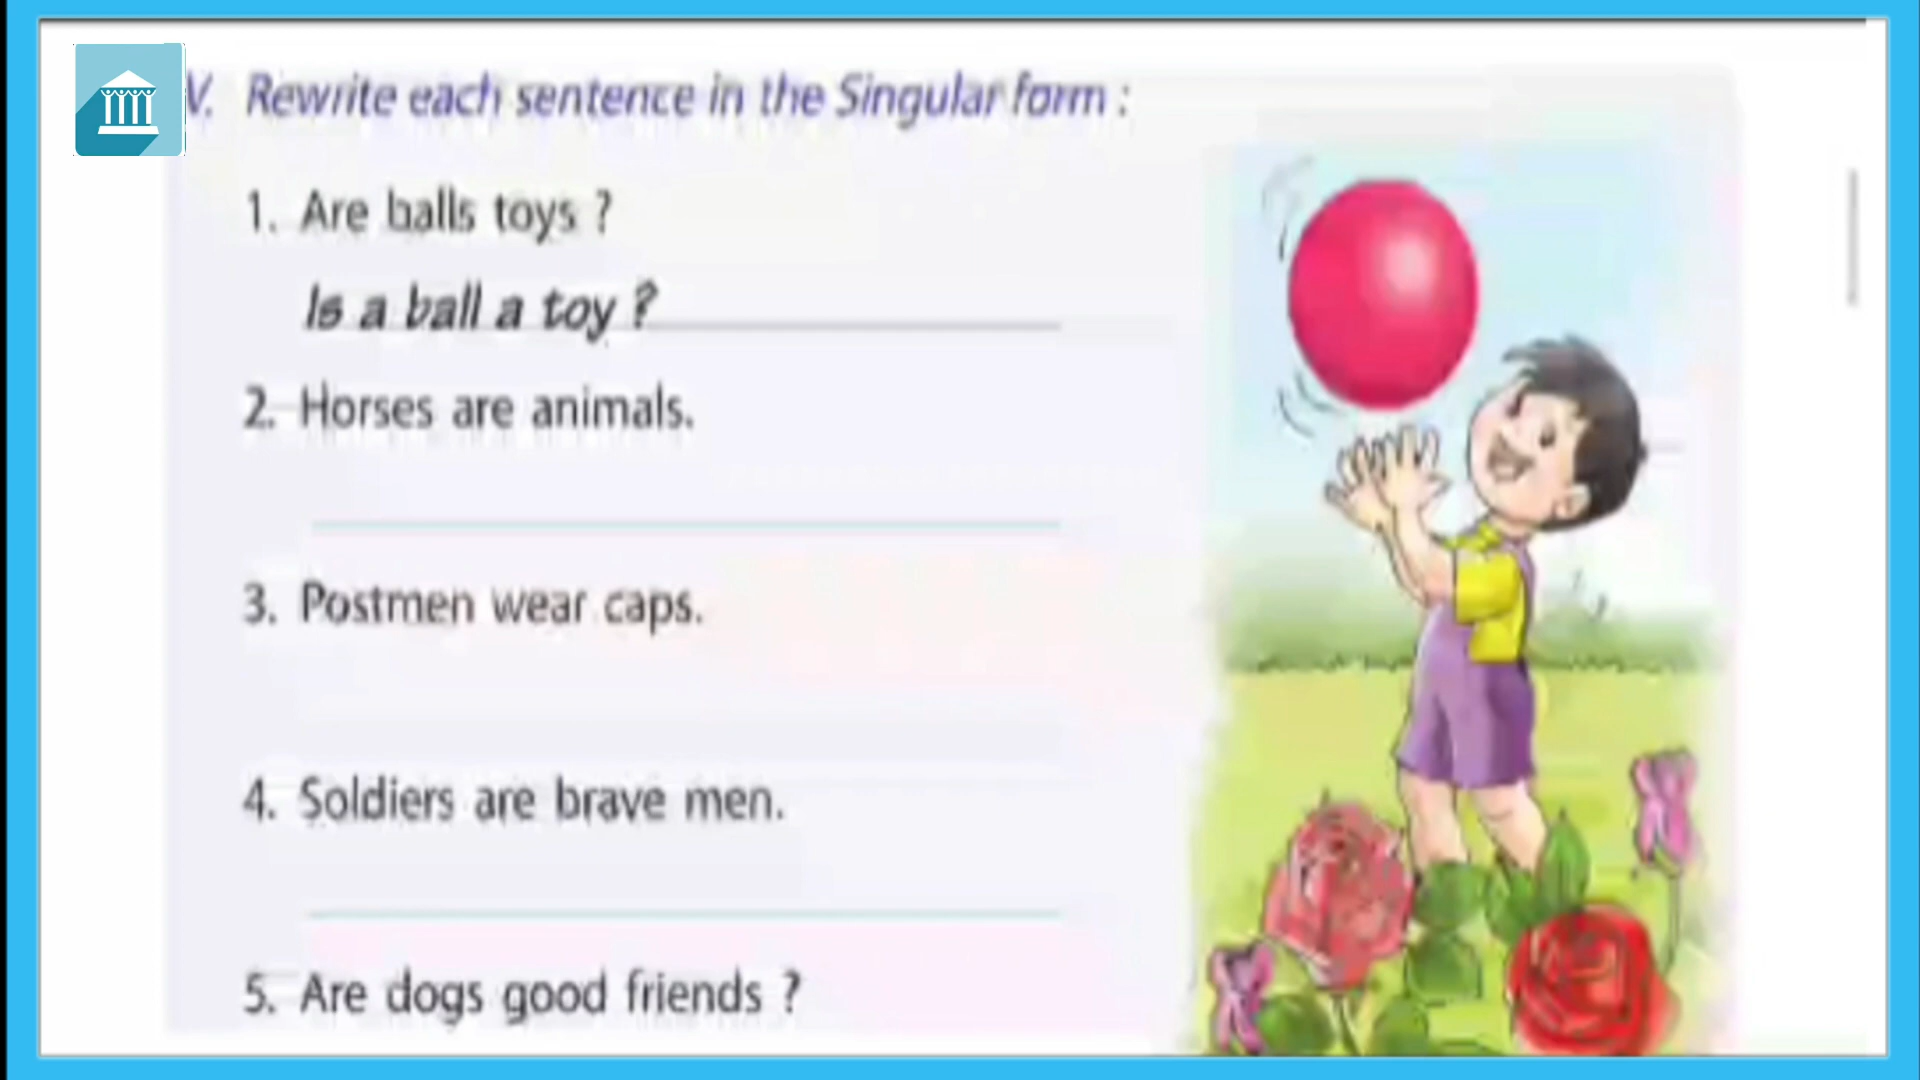 V. Rewrite each sentence in the Singular form :
1. Are balls toys ?
Is a ball a toy ?
2. Horses are animals.
3. Postmen wear caps.
4. Soldiers are brave men.
5. Are dogs good friends ?